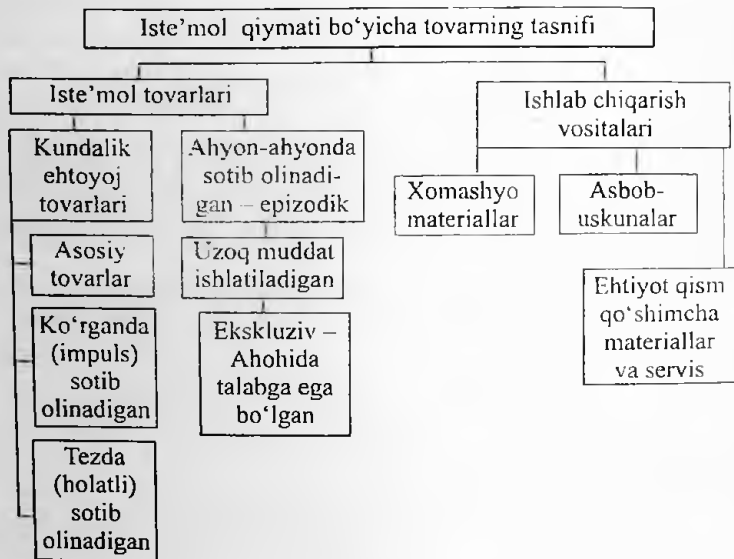 Iste’mol qiymati bo‘yicha tovarning tasnifi
Iste’mol tovarlari
Ishlab chiqarish
vositalari
Kundalik
ehtoyoj
tovarlari
Ahyon-ahyonda
sotib olinadi-
gan – epizodik
Xomashyo
materiallar
Asbob-
uskunalar
Asosiy
tovarlar
Uzoq muddat
ishlatiladigan
Ehtiyot qism
qo‘shimcha
materiallar
va servis
Ko‘rganda
(impuls)
sotib
olinadigan
Ekskluziv –
Ahohida
talabga ega
bo‘lgan
Tezda
(holatli)
sotib
olinadigan